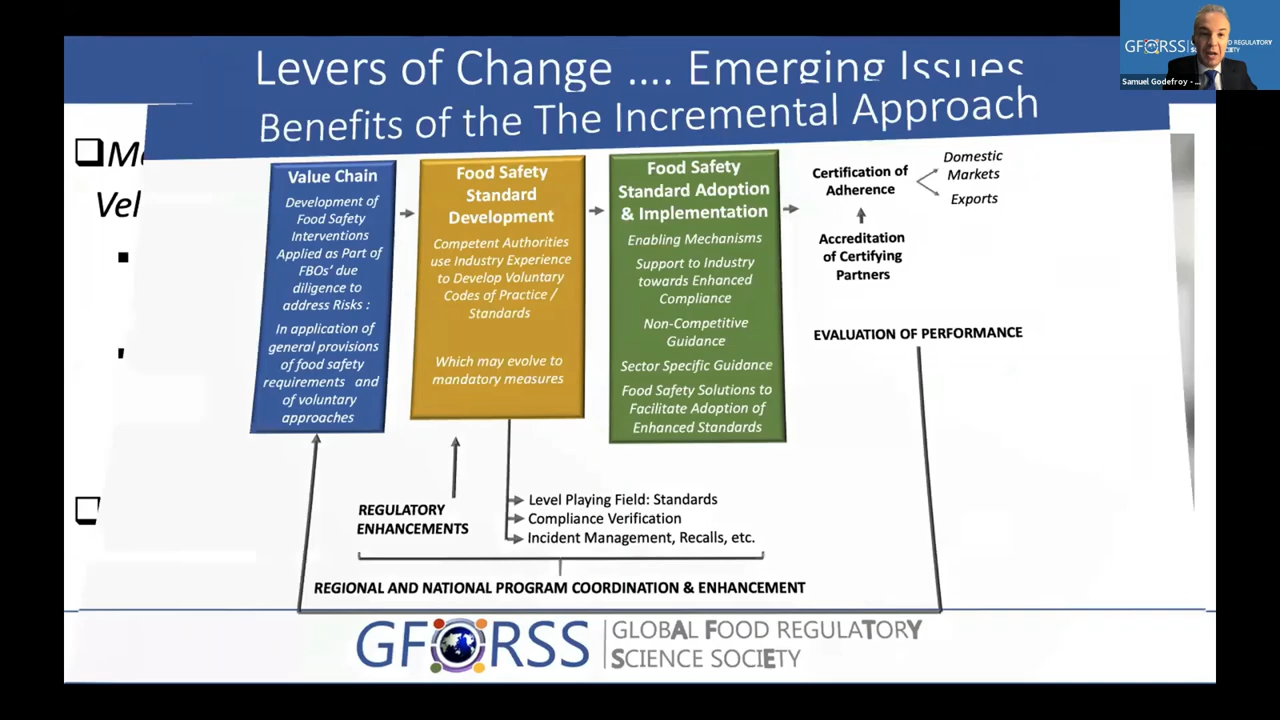 Levers of Change .... Emerging Issues
Benefits of the The Incremental Approach
GFORSS
GLOBAL FOOD REGULATORY
SCIENCE SOCIETY
Samuel Godefroy - ...
Value Chain
Development of
Food Safety
Interventions
Applied as Part of
FBOs' due
diligence to
address Risks :
In application of
general provisions
of food safety
requirements and
of voluntary
approaches
Food Safety
Standard
Development
Competent Authorities
use Industry Experience
to Develop Voluntary
Codes of Practice /
Standards
Which may evolve to
mandatory measures
Food Safety
Standard Adoption
& Implementation
Enabling Mechanisms
Support to Industry
towards Enhanced
Compliance
Non-Competitive
Guidance
Sector Specific Guidance
Food Safety Solutions to
Facilitate Adoption of
Enhanced Standards
Certification of
Adherence
Domestic
Markets
Exports
Accreditation
of Certifying
Partners
EVALUATION OF PERFORMANCE
REGULATORY
ENHANCEMENTS
Level Playing Field: Standards
Compliance Verification
Incident Management, Recalls, etc.
REGIONAL AND NATIONAL PROGRAM COORDINATION & ENHANCEMENT
GFORSS
GLOBAL FOOD REGULATORY
SCIENCE SOCIETY